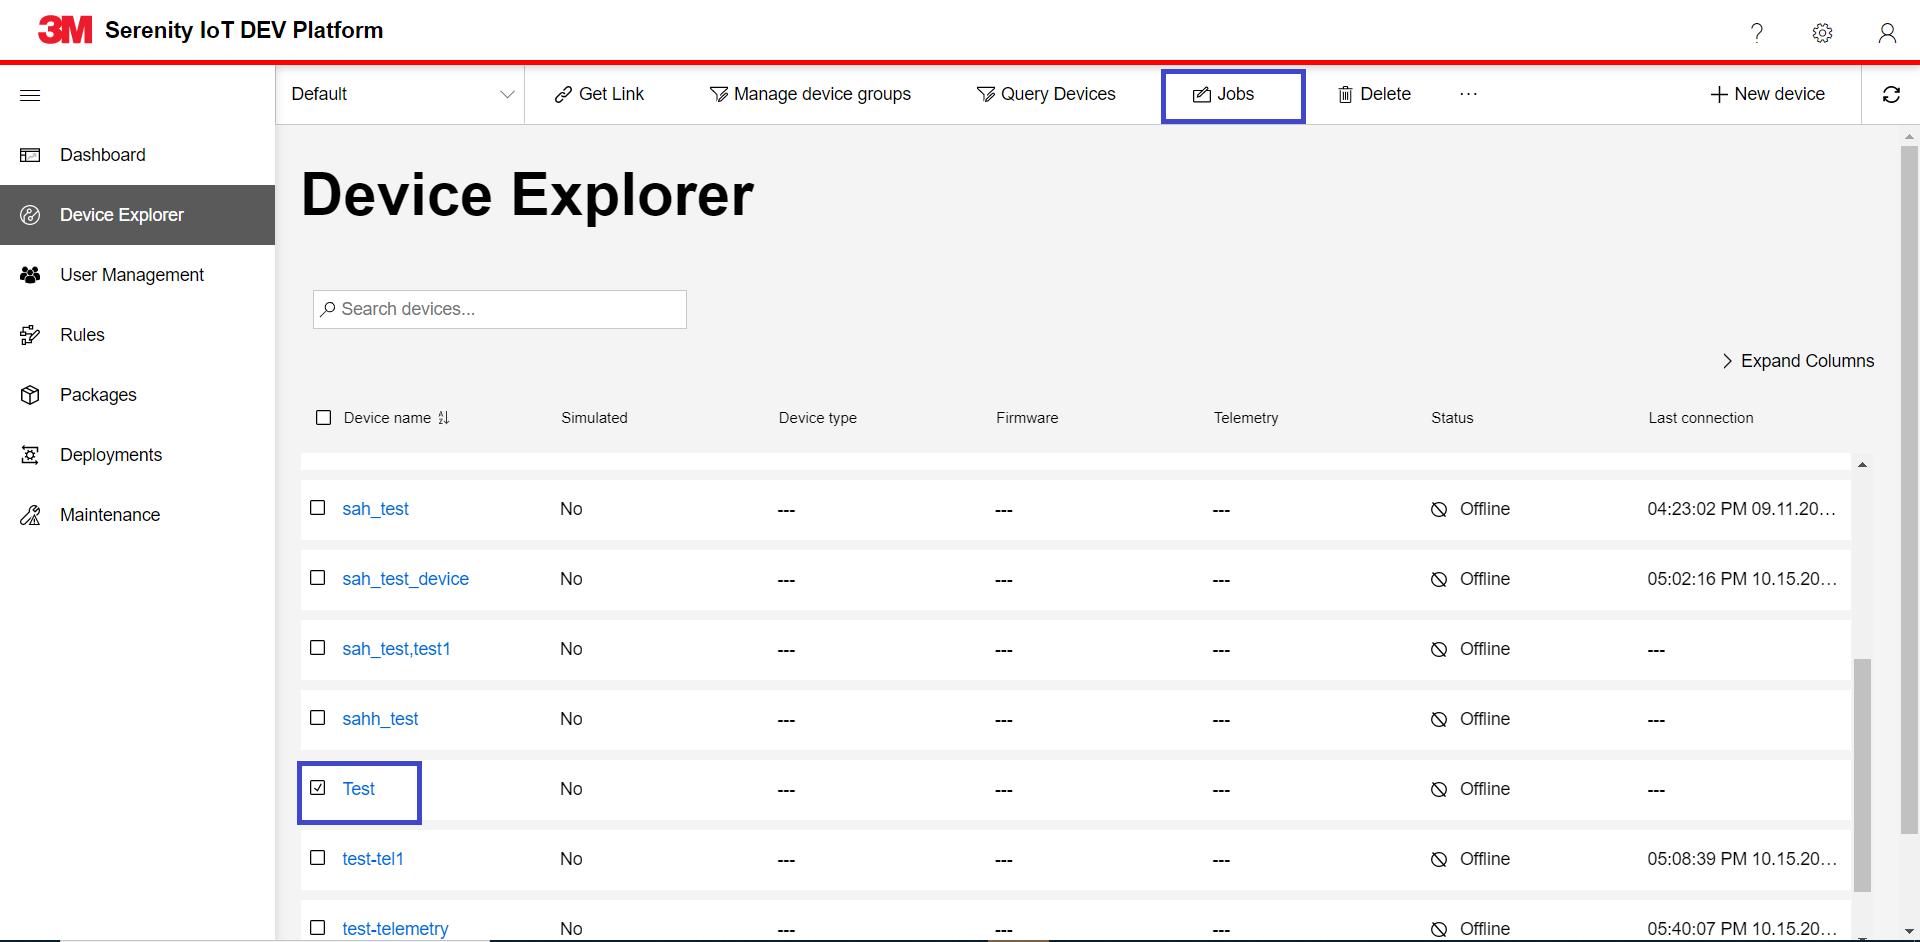 3M Serenity IoT DEV Platform
Default
Get Link
Manage device groups
Query Devices
Jobs
Delete
...
New device
Dashboard
Device Explorer
User Management
Rules
Packages
Deployments
Maintenance
Device Explorer
Search devices...
Expand Columns
Device name Simulated Device type Firmware Telemetry Status Last connection
sah_test No --- --- --- Offline 04:23:02 PM 09.11.20...
sah_test_device No --- --- --- Offline 05:02:16 PM 10.15.20...
sah_test,test1 No --- --- --- Offline ---
sahh_test No --- --- --- Offline ---
Test No --- --- --- Offline ---
test-tel1 No --- --- --- Offline 05:08:39 PM 10.15.20...
test-telemetry No --- --- --- Offline 05:40:07 PM 10.15.20...